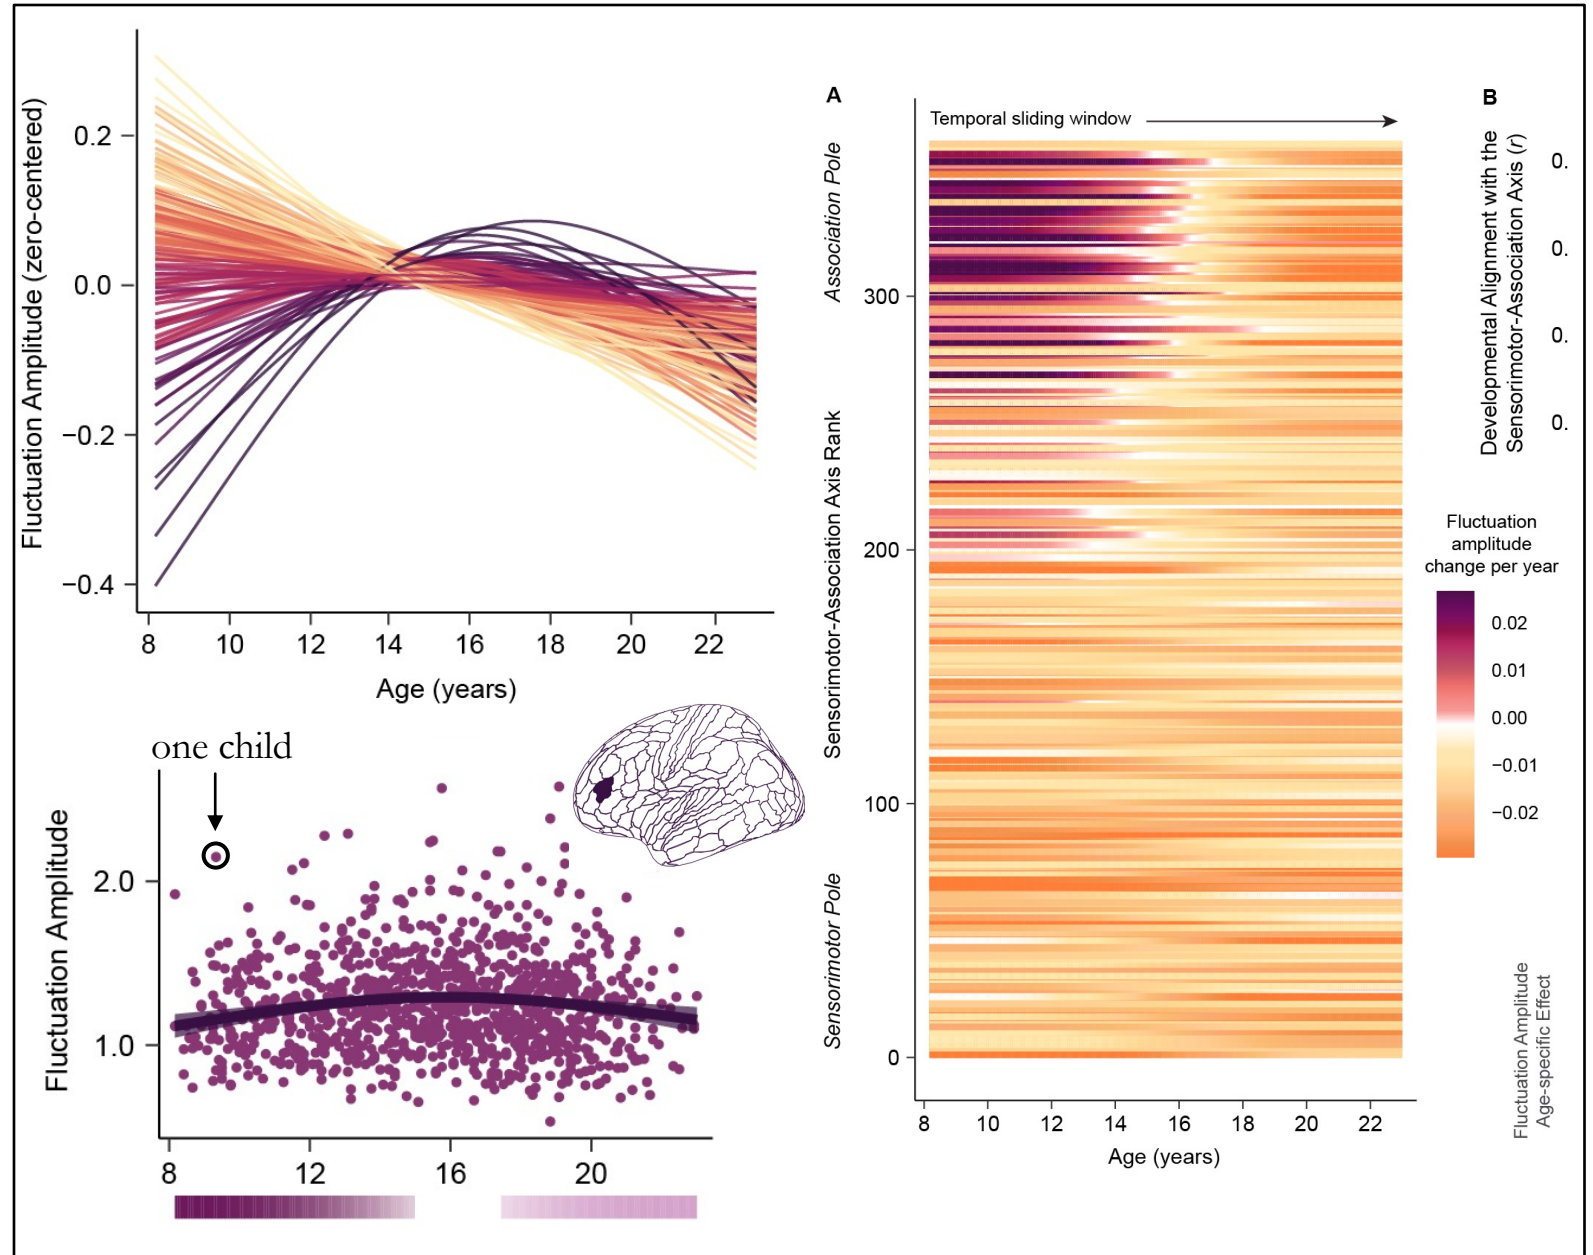 Fluctuation Amplitude (zero-centered)
0.2
0.0
−0.2
−0.4
8 10 12 14 16 18 20 22
Age (years)
one child
Fluctuation Amplitude
2.0
1.0
8 12 16 20
A
Temporal sliding window
Association Pole
Sensorimotor-Association Axis Rank
Sensorimotor Pole
300
200
100
0
8 10 12 14 16 18 20 22
Age (years)
B
Developmental Alignment with the
Sensorimotor-Association Axis (r)
0.
0.
0.
0.
Fluctuation
amplitude
change per year
0.02
0.01
0.00
−0.01
−0.02
Fluctuation Amplitude
Age-specific Effect